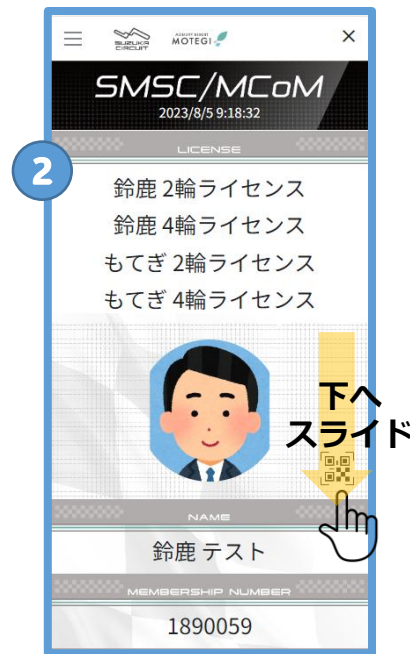 SUZUKA
CIRCUIT
MOBILITY RESORT
MOTEGI
×
SMSC/MCoM
2023/8/5 9:18:32
LICENSE
2
鈴鹿 2輪ライセンス
鈴鹿 4輪ライセンス
もてぎ 2輪ライセンス
もてぎ 4輪ライセンス
下へ
スライド
NAME
鈴鹿 テスト
MEMBERSHIP NUMBER
1890059